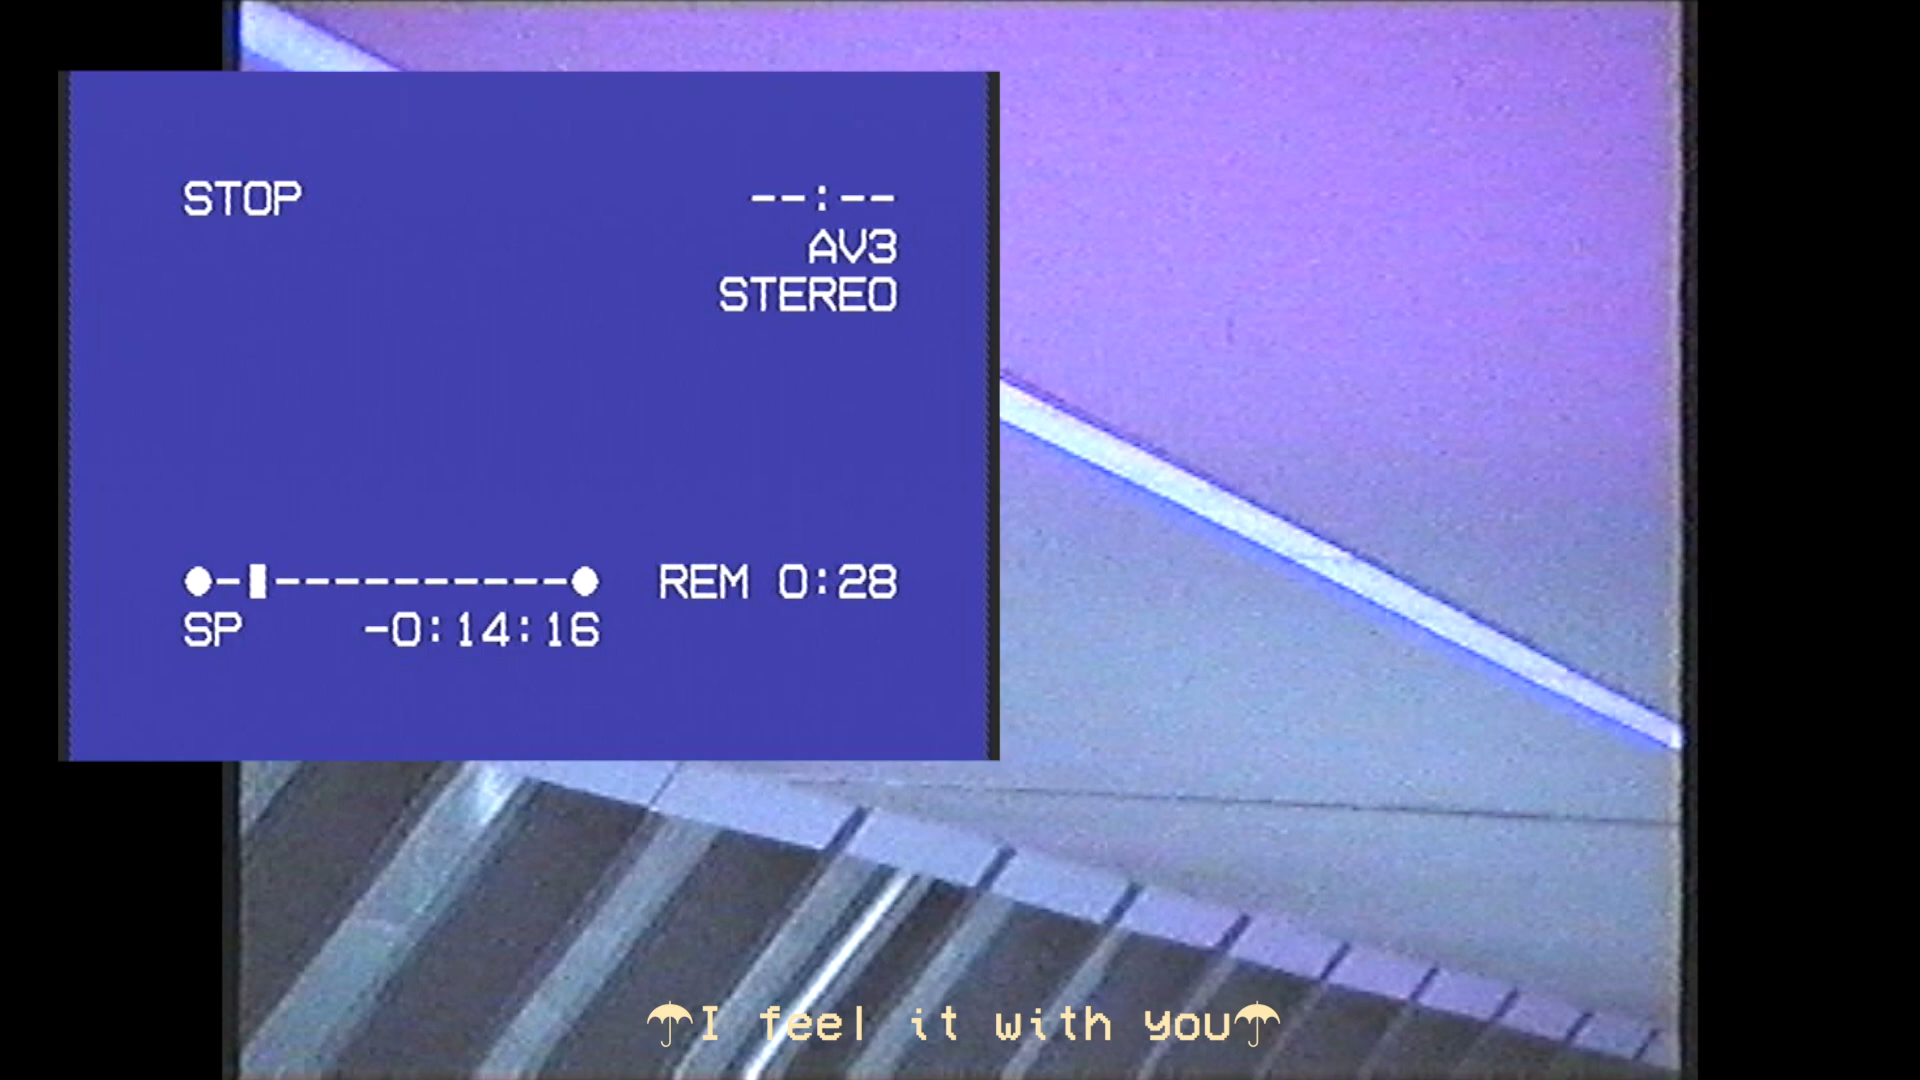 STOP
--:--
AV3
STEREO
REM 0:28
SP -0:14:16
☂I feel it with you☂